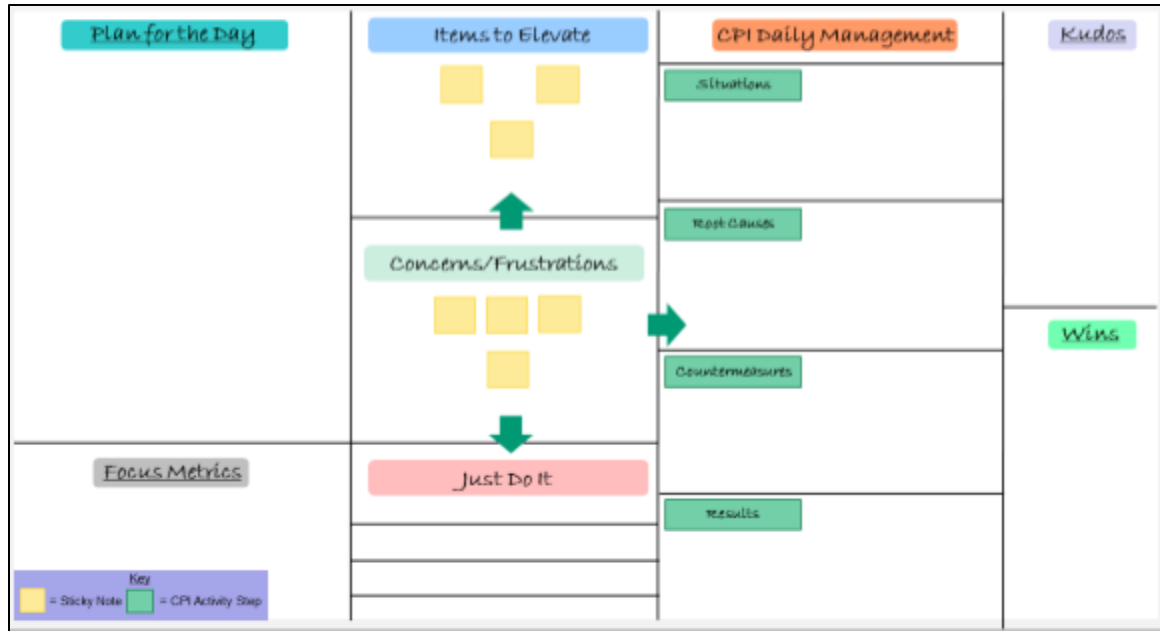 Plan for the Day
Items to Elevate
CPI Daily Management
Kudos
Situations
Root Causes
Concerns/Frustrations
Wins
Countermeasures
Focus Metrics
Just Do It
Results
Key
= Sticky Note
= CPI Activity Step